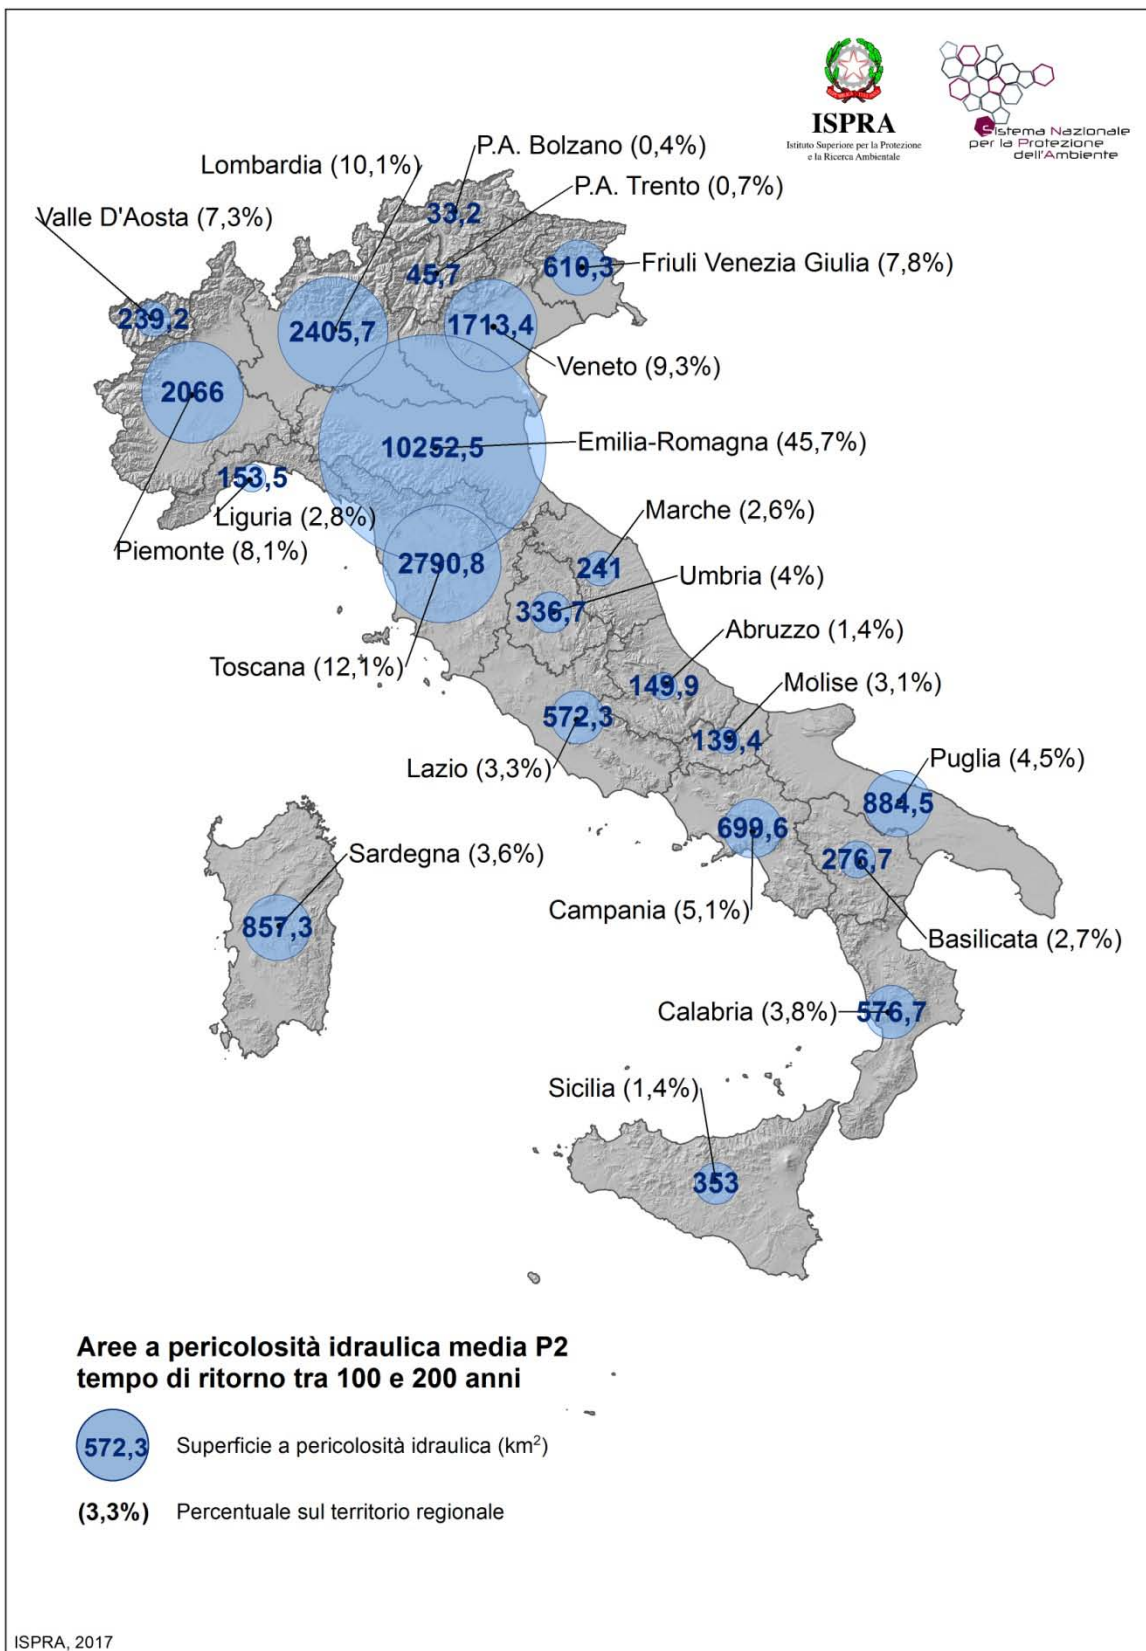 ISPRA
Istituto Superiore per la Protezione
e la Ricerca Ambientale
Sistema Nazionale
per la Protezione
dell'Ambiente
P.A. Bolzano (0,4%)
33,2
Lombardia (10,1%)
2405,7
P.A. Trento (0,7%)
45,7
Valle D'Aosta (7,3%)
239,2
Friuli Venezia Giulia (7,8%)
610,3
1713,4
Veneto (9,3%)
2066
10252,5
Emilia-Romagna (45,7%)
153,5
Liguria (2,8%)
Piemonte (8,1%)
Marche (2,6%)
241
2790,8
Toscana (12,1%)
Umbria (4%)
336,7
Abruzzo (1,4%)
149,9
Molise (3,1%)
139,4
572,3
Lazio (3,3%)
Puglia (4,5%)
884,5
699,6
Campania (5,1%)
276,7
Basilicata (2,7%)
Sardegna (3,6%)
857,3
Calabria (3,8%)
576,7
Sicilia (1,4%)
353
Aree a pericolosità idraulica media P2
tempo di ritorno tra 100 e 200 anni
572,3
Superficie a pericolosità idraulica (km²)
(3,3%)
Percentuale sul territorio regionale
ISPRA, 2017